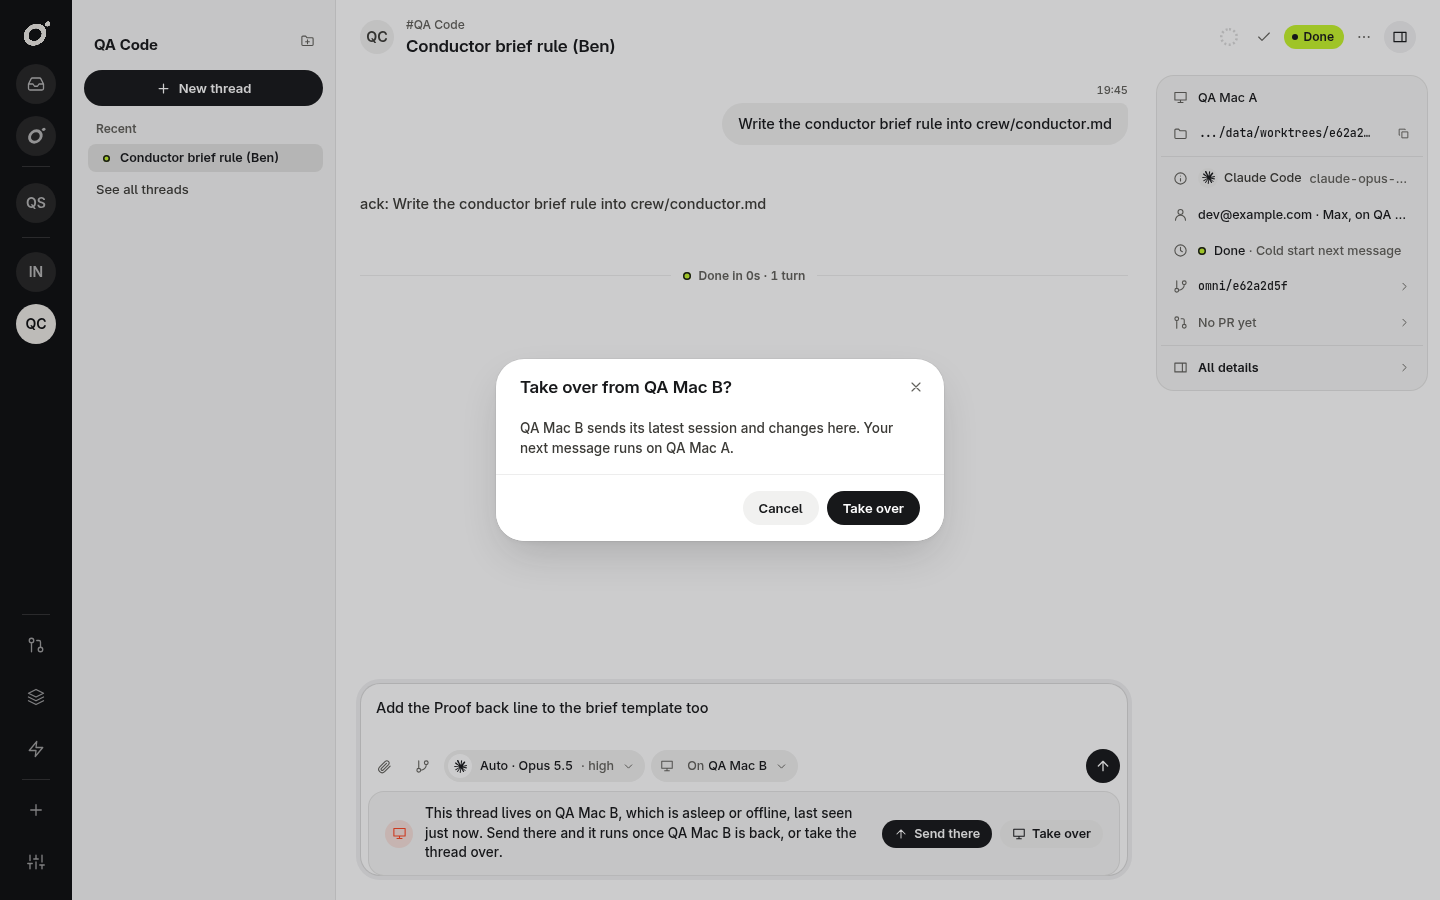 QA Code
New thread
Recent
Conductor brief rule (Ben)
See all threads
QS
IN
QC
QC
#QA Code
Conductor brief rule (Ben)
Done
19:45
Write the conductor brief rule into crew/conductor.md
ack: Write the conductor brief rule into crew/conductor.md
Done in 0s · 1 turn
QA Mac A
.../data/worktrees/e62a2…
Claude Code claude-opus-...
dev@example.com · Max, on QA ...
Done · Cold start next message
omni/e62a2d5f
No PR yet
All details
Take over from QA Mac B?
QA Mac B sends its latest session and changes here. Your
next message runs on QA Mac A.
Cancel
Take over
Add the Proof back line to the brief template too
Auto · Opus 5.5 · high
On QA Mac B
This thread lives on QA Mac B, which is asleep or offline, last seen
just now. Send there and it runs once QA Mac B is back, or take the
thread over.
Send there
Take over